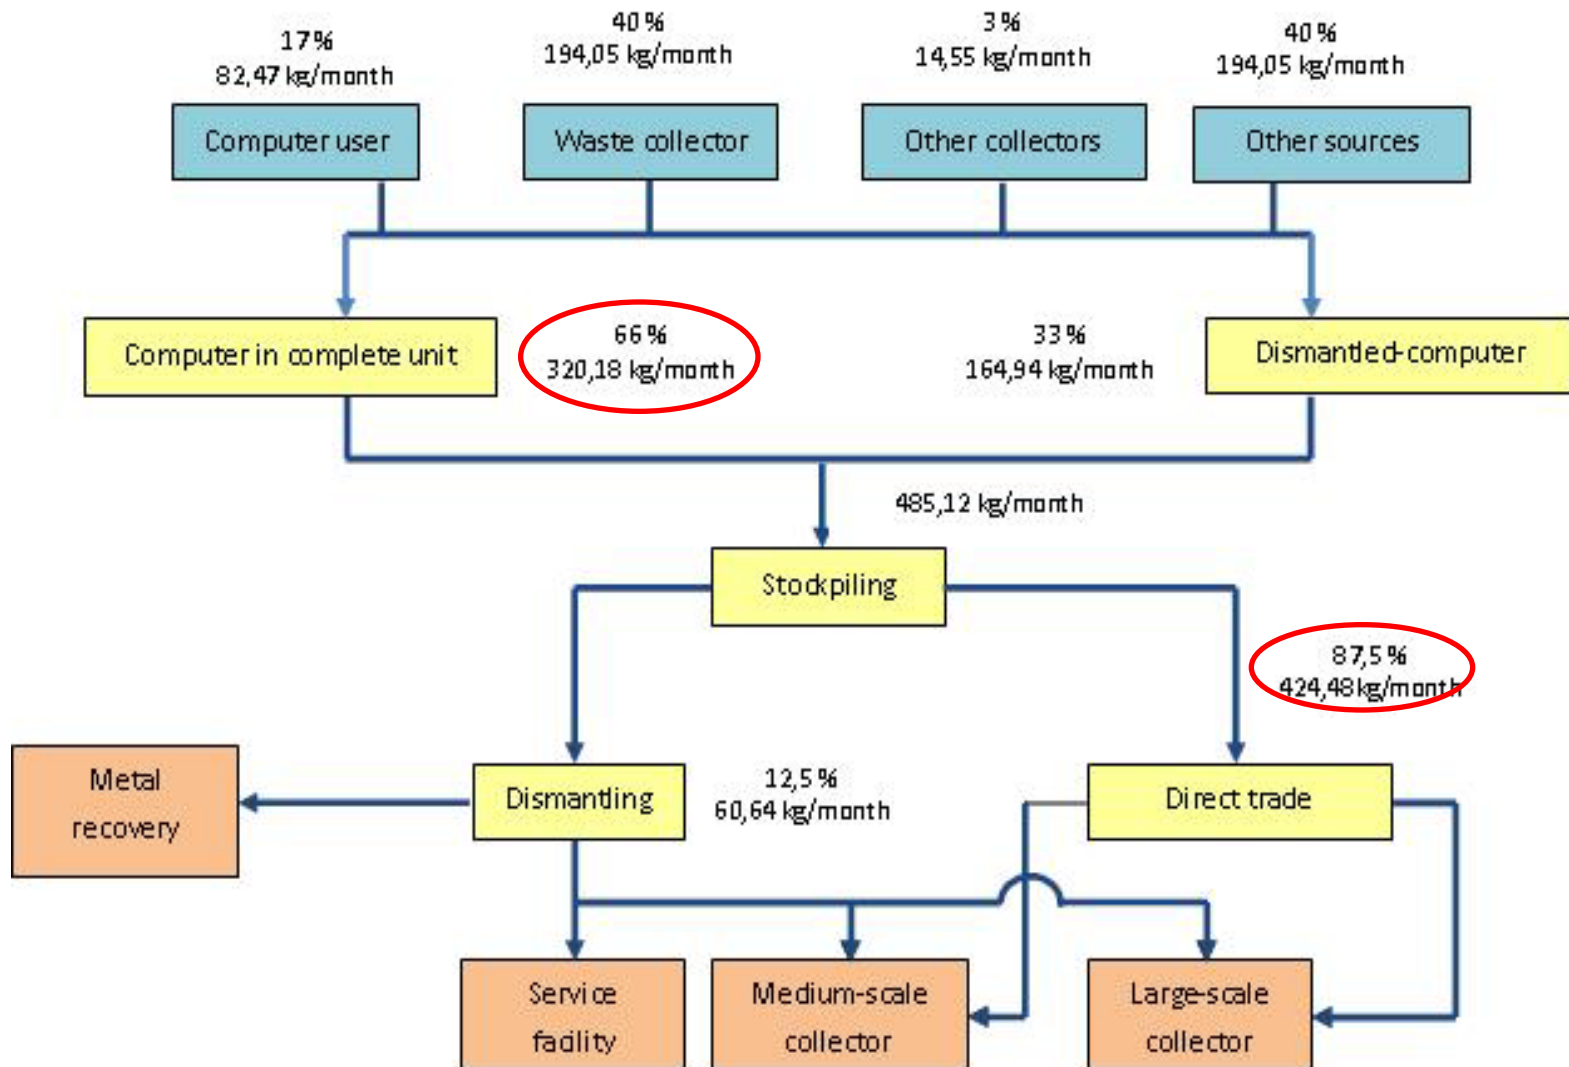 17%
82,47 kg/month
40%
194,05 kg/month
3%
14,55 kg/month
40%
194,05 kg/month
Computer user
Waste collector
Other collectors
Other sources
Computer in complete unit
66%
320,18 kg/month
33%
164,94 kg/month
Dismantled-computer
485,12 kg/month
Stockpiling
87,5%
424,48kg/month
Metal
recovery
Dismantling
12,5%
60,64 kg/month
Direct trade
Service
facility
Medium-scale
collector
Large-scale
collector